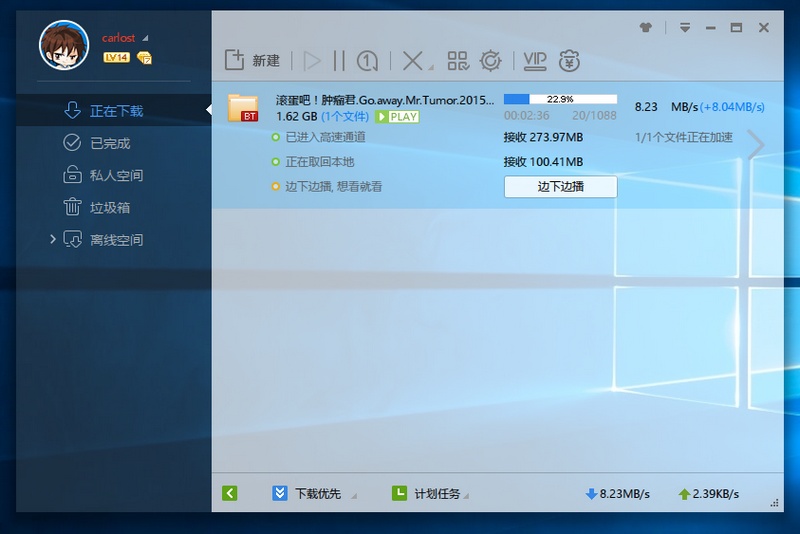 carlost
LV14
新建
VIP
正在下载
已完成
私人空间
垃圾箱
离线空间
滚蛋吧！肿瘤君.Go.away.Mr.Tumor.2015...
22.9%
8.23 MB/s(+8.04MB/s)
BT
1.62 GB (1个文件) PLAY
00:02:36 20/1088
已进入高速通道
接收 273.97MB
1/1个文件正在加速
正在取回本地
接收 100.41MB
边下边播, 想看就看
边下边播
下载优先
计划任务
8.23MB/s
2.39KB/s